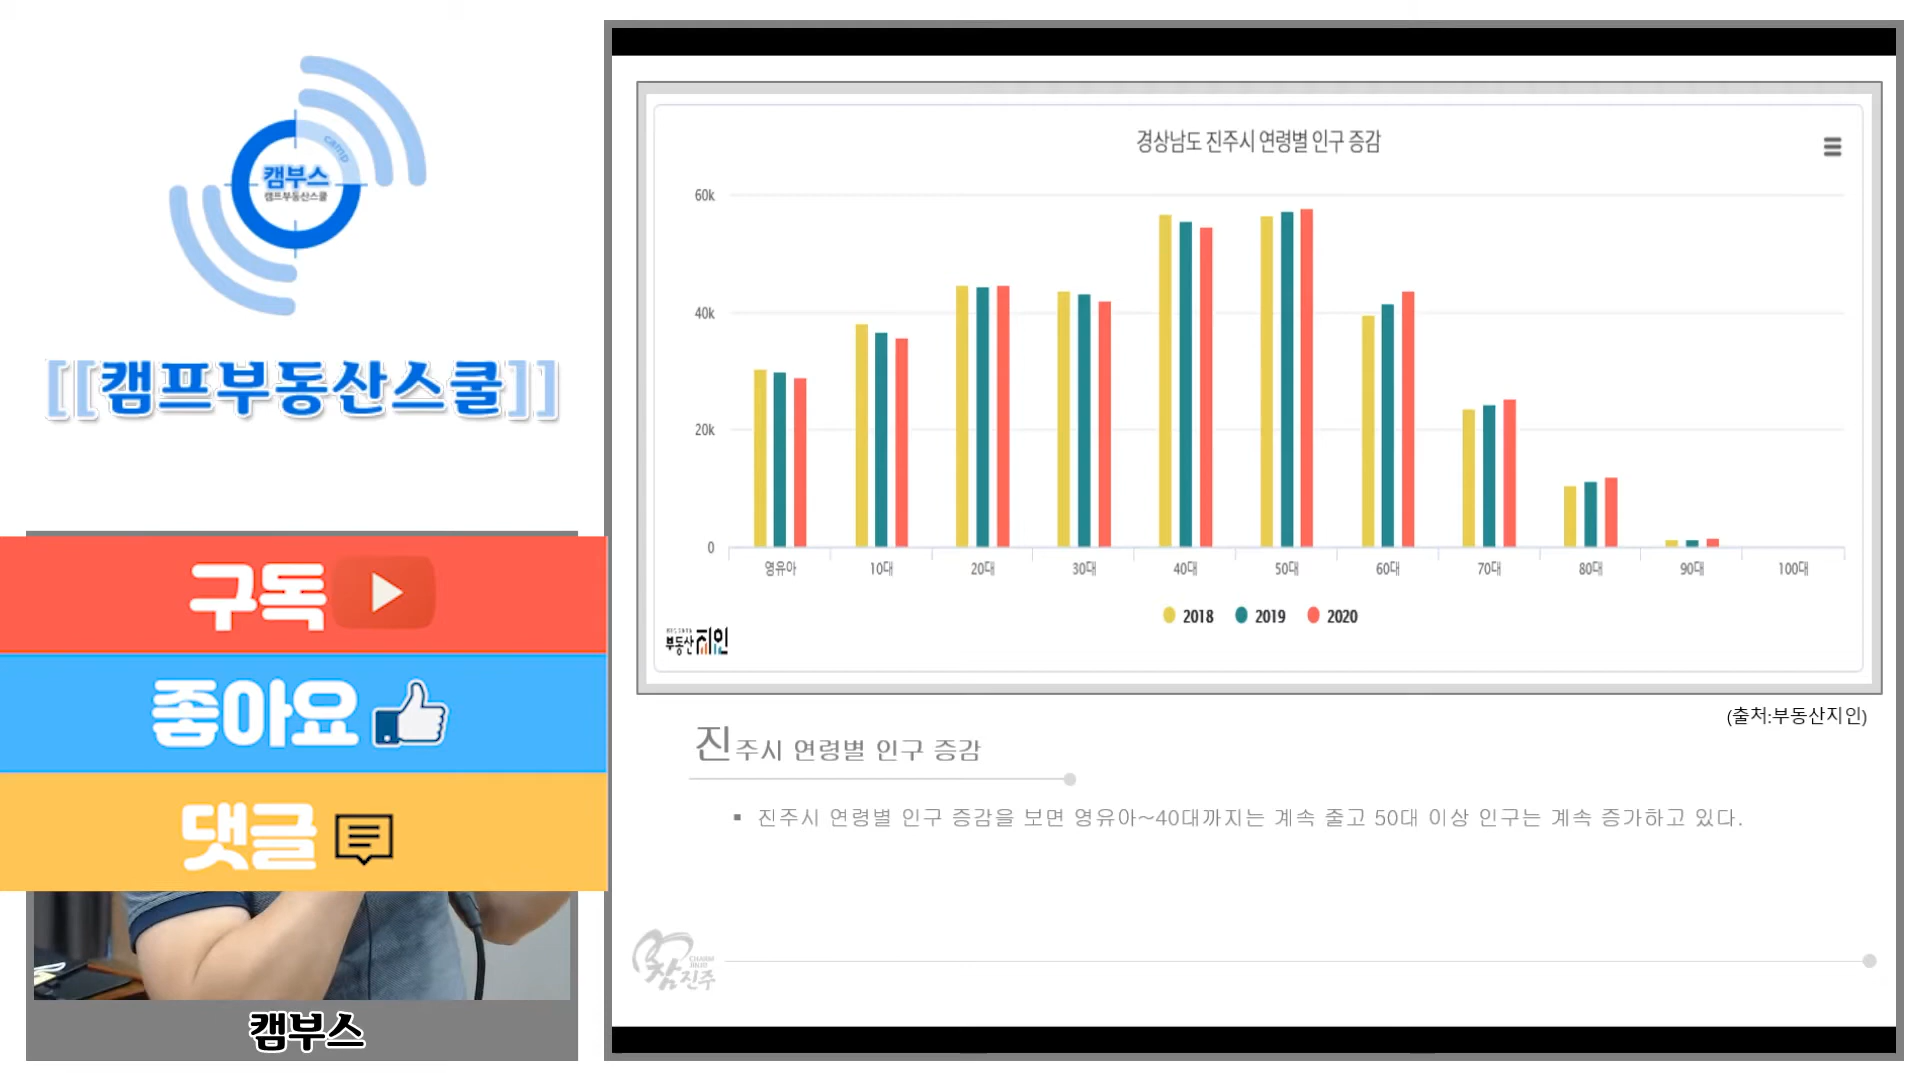 camp
캠부스
캠프부동산스쿨
[[캠프부동산스쿨]]
구독
좋아요
댓글
캠부스
경상남도 진주시 연령별 인구 증감
60k
40k
20k
0
영유아 10대 20대 30대 40대 50대 60대 70대 80대 90대 100대
2018 2019 2020
부동산지인
(출처:부동산지인)
진주시 연령별 인구 증감
▪ 진주시 연령별 인구 증감을 보면 영유아~40대까지는 계속 줄고 50대 이상 인구는 계속 증가하고 있다.
CHARM
JINJU
참진주